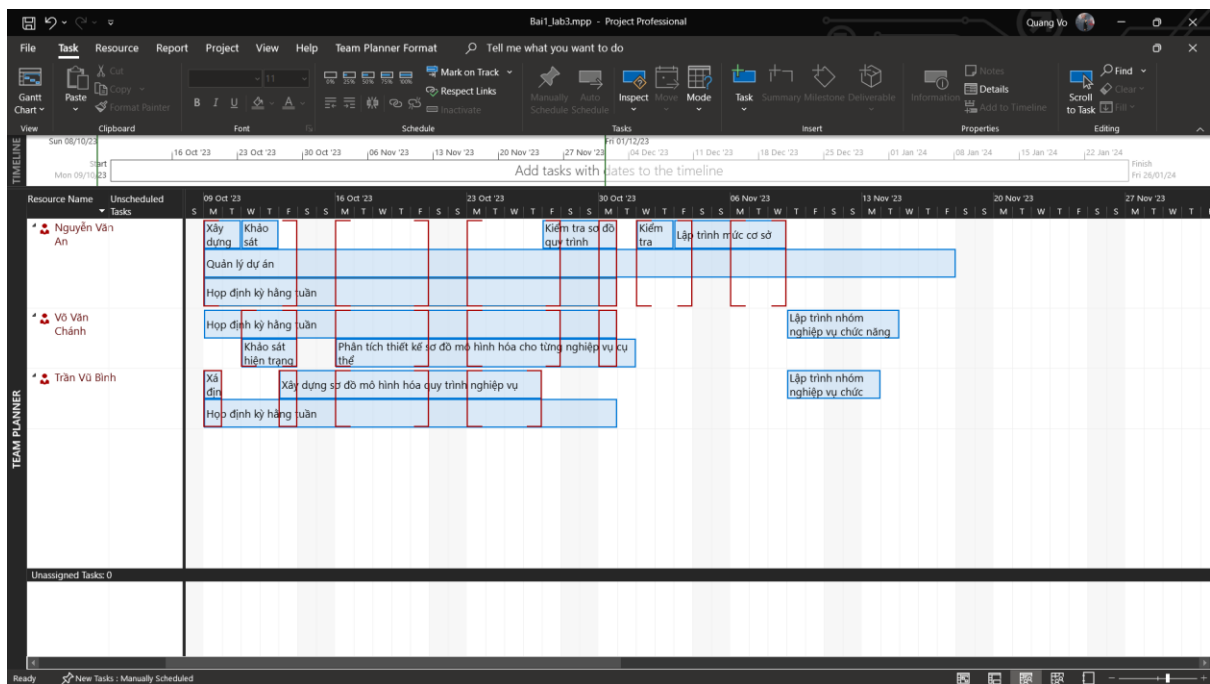 Bai1_lab3.mpp - Project Professional
Quang Vo
File Task Resource Report Project View Help Team Planner Format Tell me what you want to do
Gantt Chart
Paste
Cut
Copy
Format Painter
11
B I U A
0% 25% 50% 75% 100%
Mark on Track
Respect Links
Inactivate
Manually Schedule
Auto Schedule
Inspect
Move
Mode
Task
Summary
Milestone
Deliverable
Information
Notes
Details
Add to Timeline
Scroll to Task
Find
Clear
Fill
View Clipboard Font Schedule Tasks Insert Properties Editing
TIMELINE
Sun 08/10/23
Fri 01/12/23
16 Oct '23 23 Oct '23 30 Oct '23 06 Nov '23 13 Nov '23 20 Nov '23 27 Nov '23 04 Dec '23 11 Dec '23 18 Dec '23 25 Dec '23 01 Jan '24 08 Jan '24 15 Jan '24 22 Jan '24
Start
Mon 09/10/23
Add tasks with dates to the timeline
Finish
Fri 26/01/24
TEAM PLANNER
Resource Name
Unscheduled Tasks
09 Oct '23 16 Oct '23 23 Oct '23 30 Oct '23 06 Nov '23 13 Nov '23 20 Nov '23 27 Nov '23
S M T W T F S S M T W T F S S M T W T F S S M T W T F S S M T W T F S S M T W T F S S M T W T F S S M T W T
Nguyễn Văn
An
Xây
dựng
Khảo
sát
Kiểm tra sơ đồ
quy trình
Kiểm
tra
Lập trình mức cơ sở
Quản lý dự án
Họp định kỳ hằng tuần
Võ Văn
Chánh
Họp định kỳ hằng tuần
Lập trình nhóm
nghiệp vụ chức năng
Khảo sát
hiện trạng
Phân tích thiết kế sơ đồ mô hình hóa cho từng nghiệp vụ cụ
thể
Trần Vũ Bình
Xá
địn
Xây dựng sơ đồ mô hình hóa quy trình nghiệp vụ
Lập trình nhóm
nghiệp vụ chức
Họp định kỳ hằng tuần
Unassigned Tasks: 0
Ready
New Tasks : Manually Scheduled